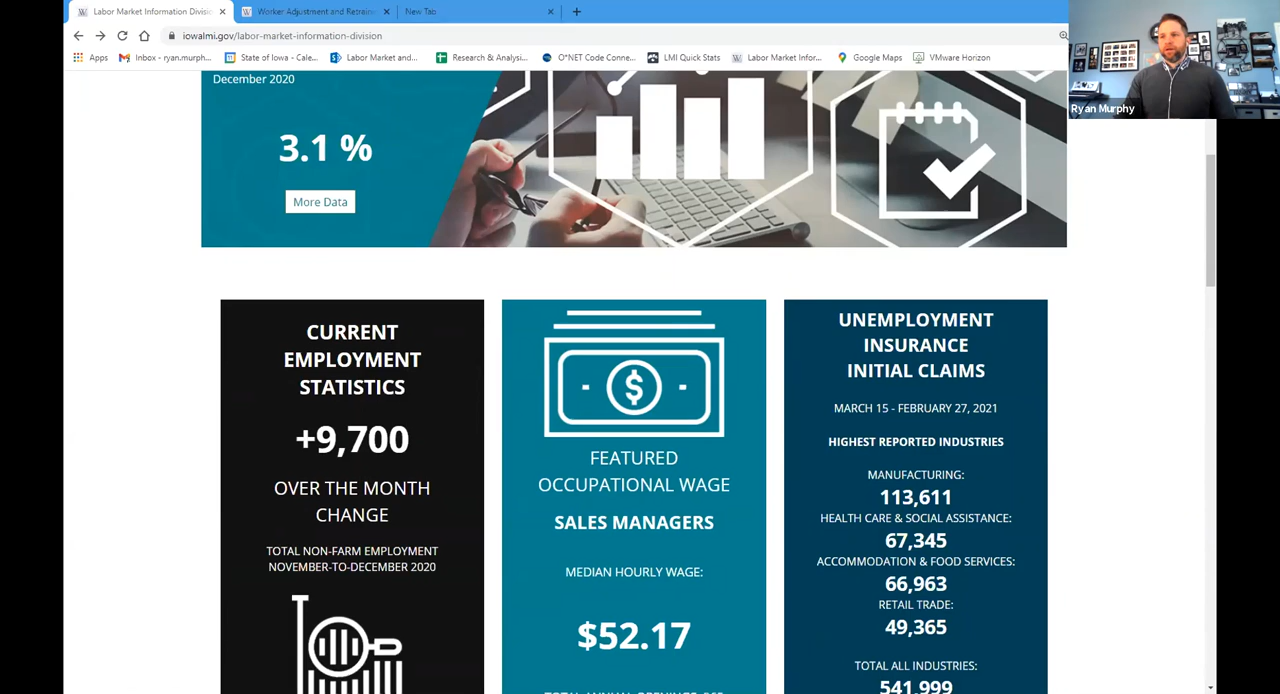 Labor Market Information Divisi
Worker Adjustment and Retraini
New Tab
iowalmi.gov/labor-market-information-division
Apps
Inbox - ryan.murph...
State of Iowa - Cale...
Labor Market and...
Research & Analysi...
O*NET Code Conne...
LMI Quick Stats
Labor Market Infor...
Google Maps
VMware Horizon
Ryan Murphy
December 2020
3.1 %
More Data
CURRENT
EMPLOYMENT
STATISTICS
+9,700
OVER THE MONTH
CHANGE
TOTAL NON-FARM EMPLOYMENT
NOVEMBER-TO-DECEMBER 2020
$
FEATURED
OCCUPATIONAL WAGE
SALES MANAGERS
MEDIAN HOURLY WAGE:
$52.17
UNEMPLOYMENT
INSURANCE
INITIAL CLAIMS
MARCH 15 - FEBRUARY 27, 2021
HIGHEST REPORTED INDUSTRIES
MANUFACTURING:
113,611
HEALTH CARE & SOCIAL ASSISTANCE:
67,345
ACCOMMODATION & FOOD SERVICES:
66,963
RETAIL TRADE:
49,365
TOTAL ALL INDUSTRIES:
541,999